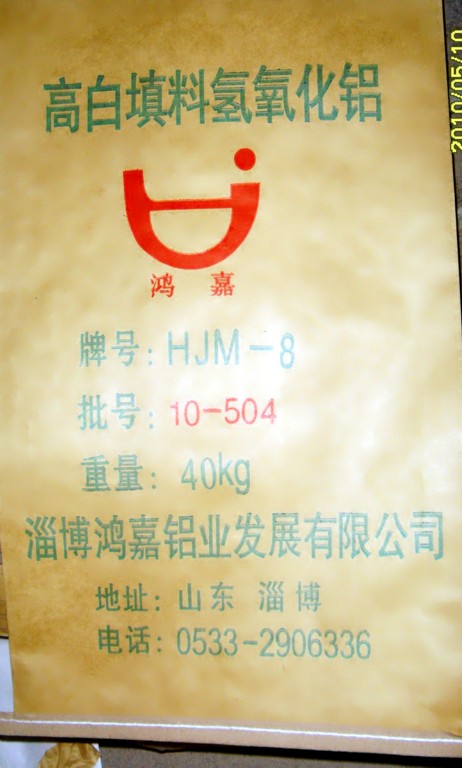 高白填料氢氧化铝
鸿嘉
牌号：HJM-8
批号：10-504
重量：40kg
淄博鸿嘉铝业发展有限公司
地址：山东 淄博
电话：0533-2906336
2010/05/10